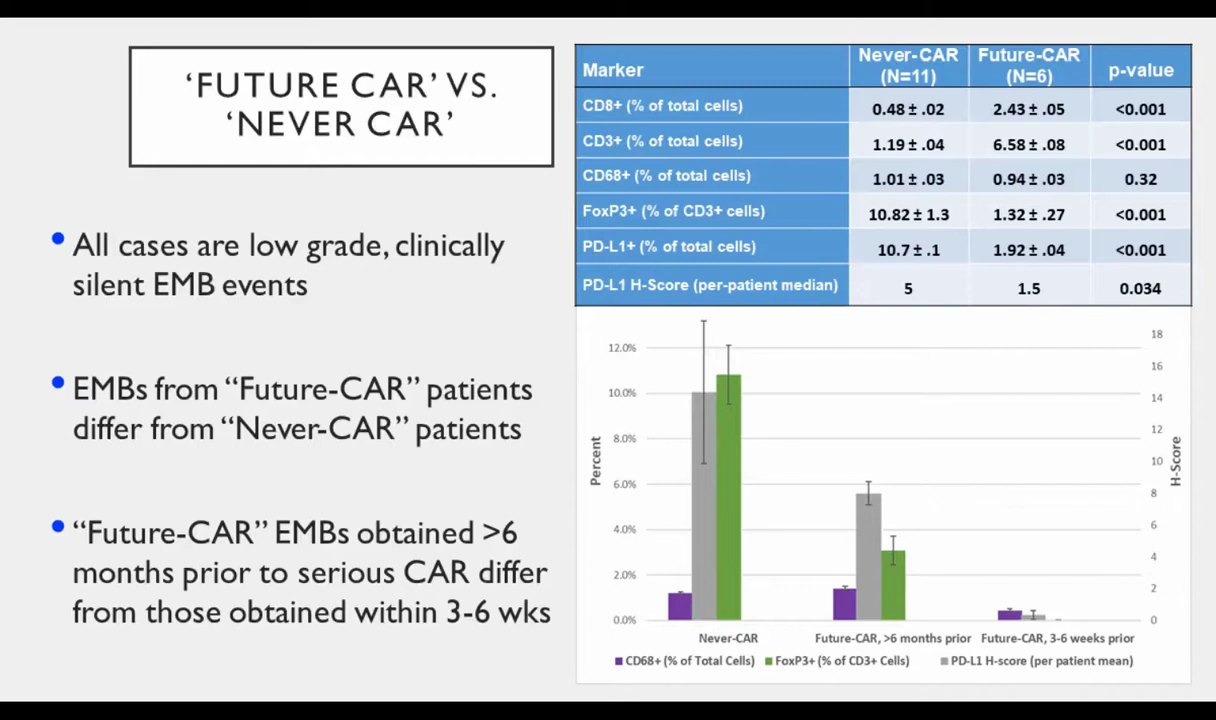 ‘FUTURE CAR’ VS.
‘NEVER CAR’
• All cases are low grade, clinically
silent EMB events
• EMBs from “Future-CAR” patients
differ from “Never-CAR” patients
• “Future-CAR” EMBs obtained >6
months prior to serious CAR differ
from those obtained within 3-6 wks
Marker Never-CAR (N=11) Future-CAR (N=6) p-value
CD8+ (% of total cells) 0.48 ± .02 2.43 ± .05 <0.001
CD3+ (% of total cells) 1.19 ± .04 6.58 ± .08 <0.001
CD68+ (% of total cells) 1.01 ± .03 0.94 ± .03 0.32
FoxP3+ (% of CD3+ cells) 10.82 ± 1.3 1.32 ± .27 <0.001
PD-L1+ (% of total cells) 10.7 ± .1 1.92 ± .04 <0.001
PD-L1 H-Score (per-patient median) 5 1.5 0.034
Percent
12.0%
10.0%
8.0%
6.0%
4.0%
2.0%
0.0%
18
16
14
12
10
8
6
4
2
0
H-Score
Never-CAR Future-CAR, >6 months prior Future-CAR, 3-6 weeks prior
CD68+ (% of Total Cells) FoxP3+ (% of CD3+ Cells) PD-L1 H-score (per patient mean)